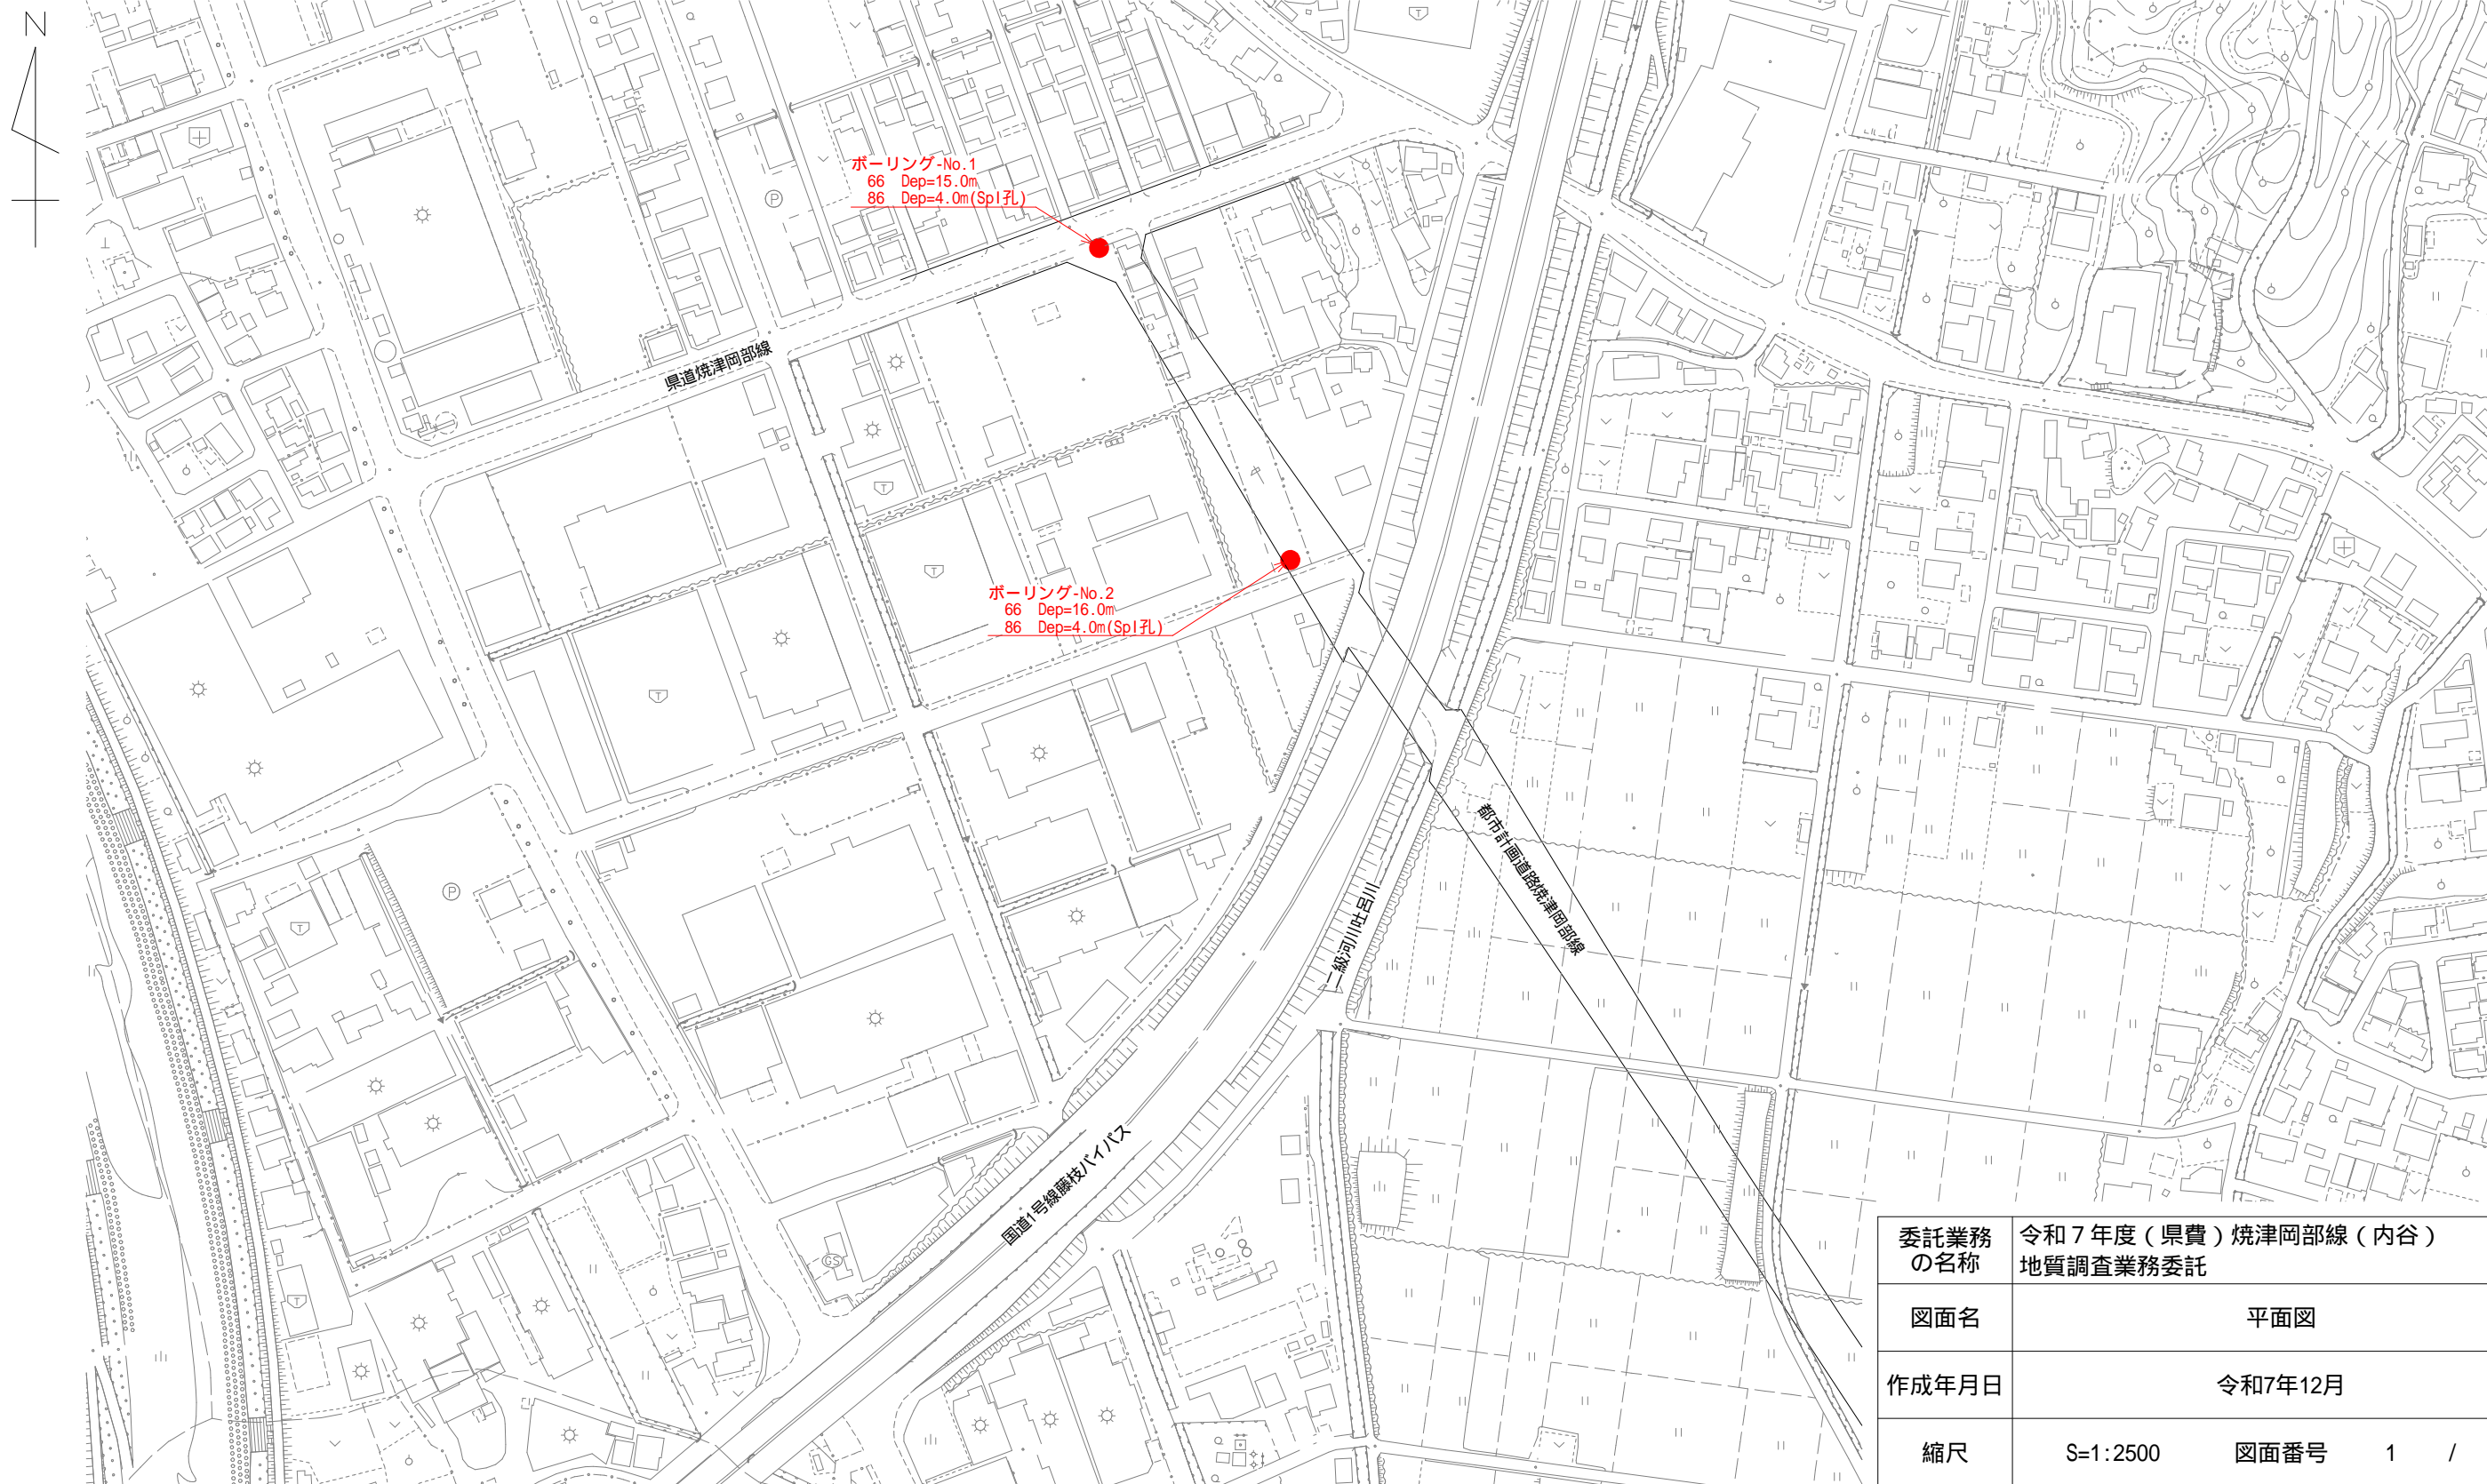 N
ボーリング-No.1
66 Dep=15.0m
86 Dep=4.0m(Spl孔)
県道焼津岡部線
ボーリング-No.2
66 Dep=16.0m
86 Dep=4.0m(Spl孔)
都市計画道路焼津岡部線
二級河川吐呂川
国道1号線藤枝バイパス
P
P
T
T
T
T
T
T
GS
委託業務の名称
令和7年度(県費)焼津岡部線(内谷)
地質調査業務委託
図面名 平面図
作成年月日 令和7年12月
縮尺 S=1:2500 図面番号 1 /